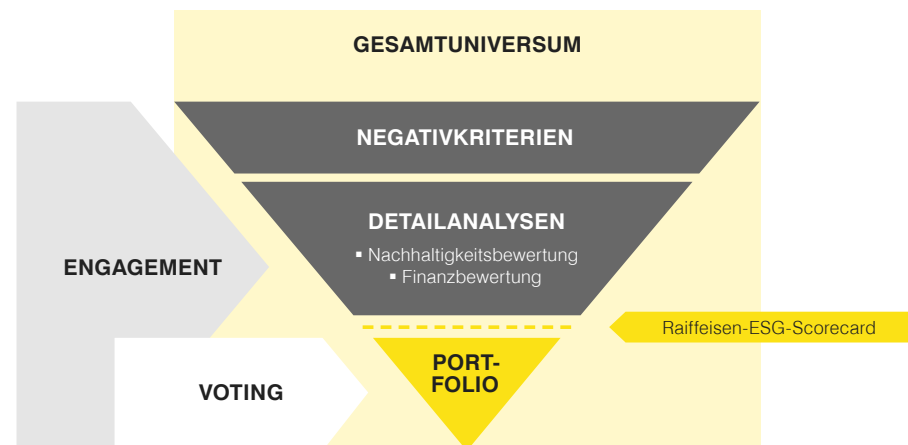 GESAMTUNIVERSUM
NEGATIVKRITERIEN
DETAILANALYSEN
▪ Nachhaltigkeitsbewertung
▪ Finanzbewertung
ENGAGEMENT
Raiffeisen-ESG-Scorecard
PORT-
FOLIO
VOTING